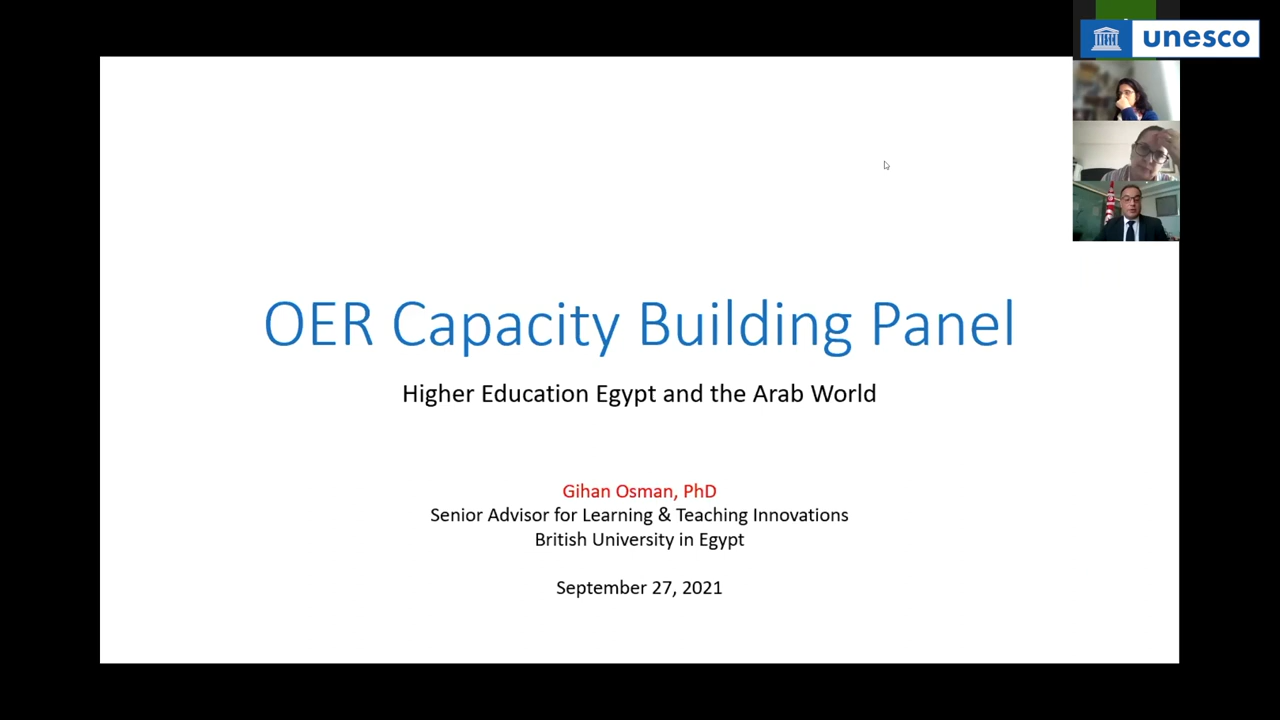 unesco
OER Capacity Building Panel
Higher Education Egypt and the Arab World
Gihan Osman, PhD
Senior Advisor for Learning & Teaching Innovations
British University in Egypt
September 27, 2021